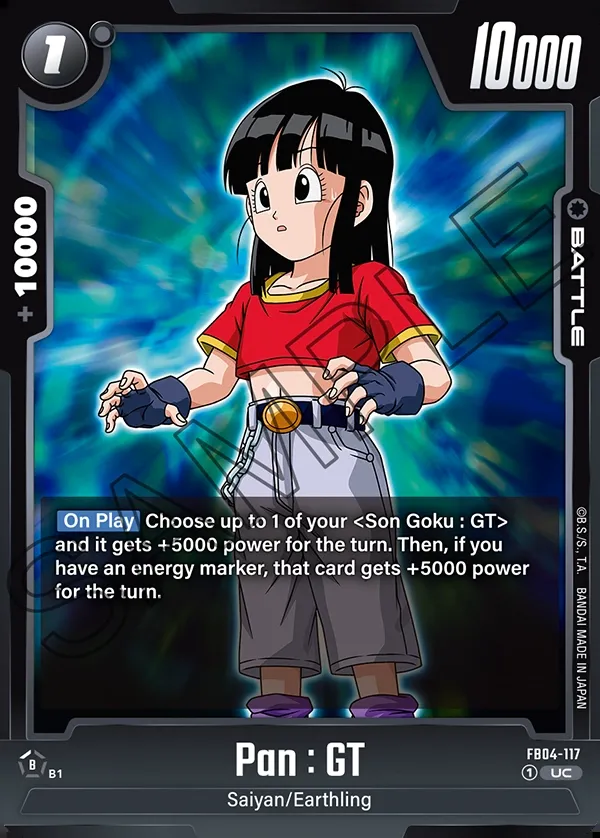 1
10000
+ 10000
BATTLE
SAMPLE
On Play Choose up to 1 of your <Son Goku : GT>
and it gets +5000 power for the turn. Then, if you
have an energy marker, that card gets +5000 power
for the turn.
©B.S./S., T.A. BANDAI MADE IN JAPAN
B B1
Pan : GT
FB04-117
1 UC
Saiyan/Earthling